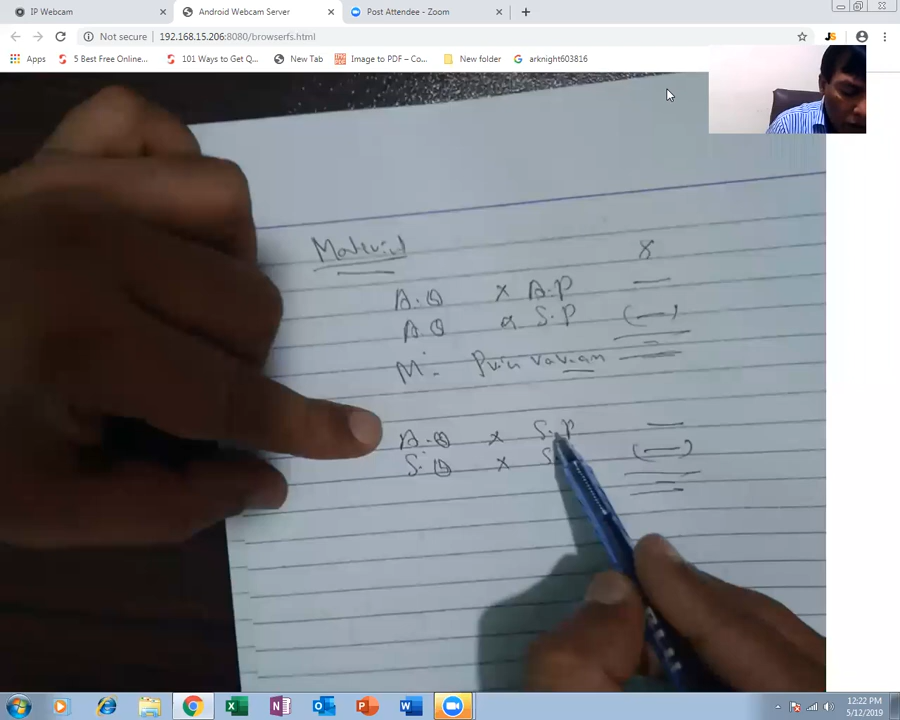 IP Webcam
Android Webcam Server
Post Attendee - Zoom
Not secure | 192.168.15.206:8080/browserfs.html
Apps
5 Best Free Online...
101 Ways to Get Q...
New Tab
Image to PDF – Co...
New folder
arknight603816
JS
Material
A.Q x A.P
A.Q x S.P (—)
M.
A.Q x S.P
S.Q x S. (—)
12:22 PM
5/12/2019